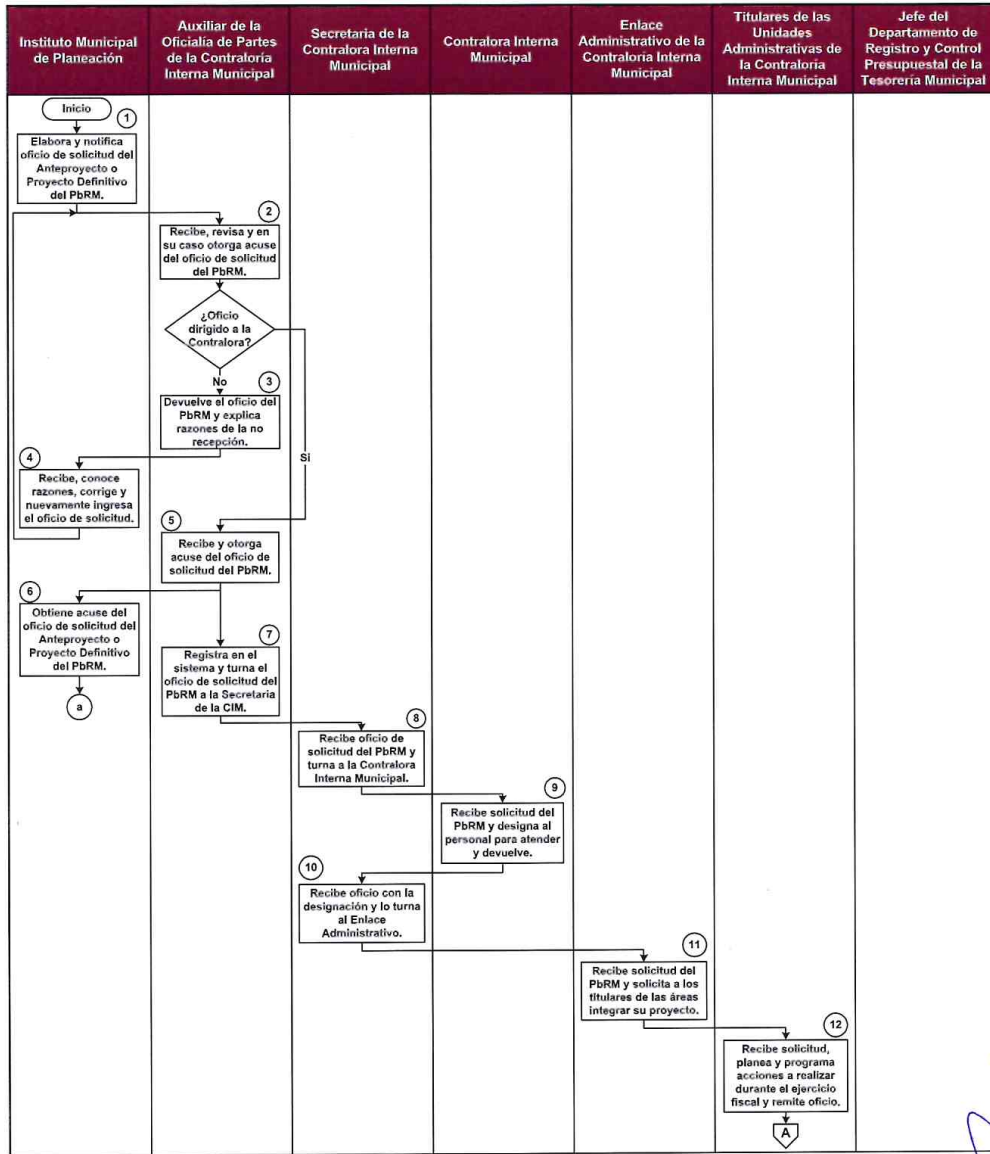 Instituto Municipal
de Planeación
Auxiliar de la
Oficialía de Partes
de la Contraloría
Interna Municipal
Secretaria de la
Contralora Interna
Municipal
Contralora Interna
Municipal
Enlace
Administrativo de la
Contraloría Interna
Municipal
Titulares de las
Unidades
Administrativas de
la Contraloría
Interna Municipal
Jefe del
Departamento de
Registro y Control
Presupuestal de la
Tesorería Municipal
Inicio
1
Elabora y notifica
oficio de solicitud del
Anteproyecto o
Proyecto Definitivo
del PbRM.
2
Recibe, revisa y en
su caso otorga acuse
del oficio de solicitud
del PbRM.
¿Oficio
dirigido a la
Contralora?
No
Si
3
Devuelve el oficio del
PbRM y explica
razones de la no
recepción.
4
Recibe, conoce
razones, corrige y
nuevamente ingresa
el oficio de solicitud.
5
Recibe y otorga
acuse del oficio de
solicitud del PbRM.
6
Obtiene acuse del
oficio de solicitud del
Anteproyecto o
Proyecto Definitivo
del PbRM.
a
7
Registra en el
sistema y turna el
oficio de solicitud del
PbRM a la Secretaria
de la CIM.
8
Recibe oficio de
solicitud del PbRM y
turna a la Contralora
Interna Municipal.
9
Recibe solicitud del
PbRM y designa al
personal para atender
y devuelve.
10
Recibe oficio con la
designación y lo turna
al Enlace
Administrativo.
11
Recibe solicitud del
PbRM y solicita a los
titulares de las áreas
integrar su proyecto.
12
Recibe solicitud,
planea y programa
acciones a realizar
durante el ejercicio
fiscal y remite oficio.
A